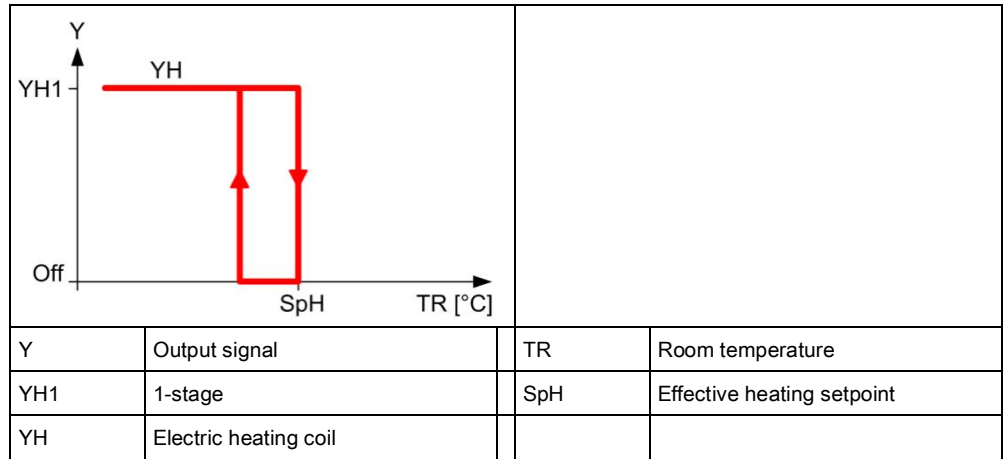 Y
YH
YH1
Off
SpH TR [°C]
Y Output signal TR Room temperature
YH1 1-stage SpH Effective heating setpoint
YH Electric heating coil